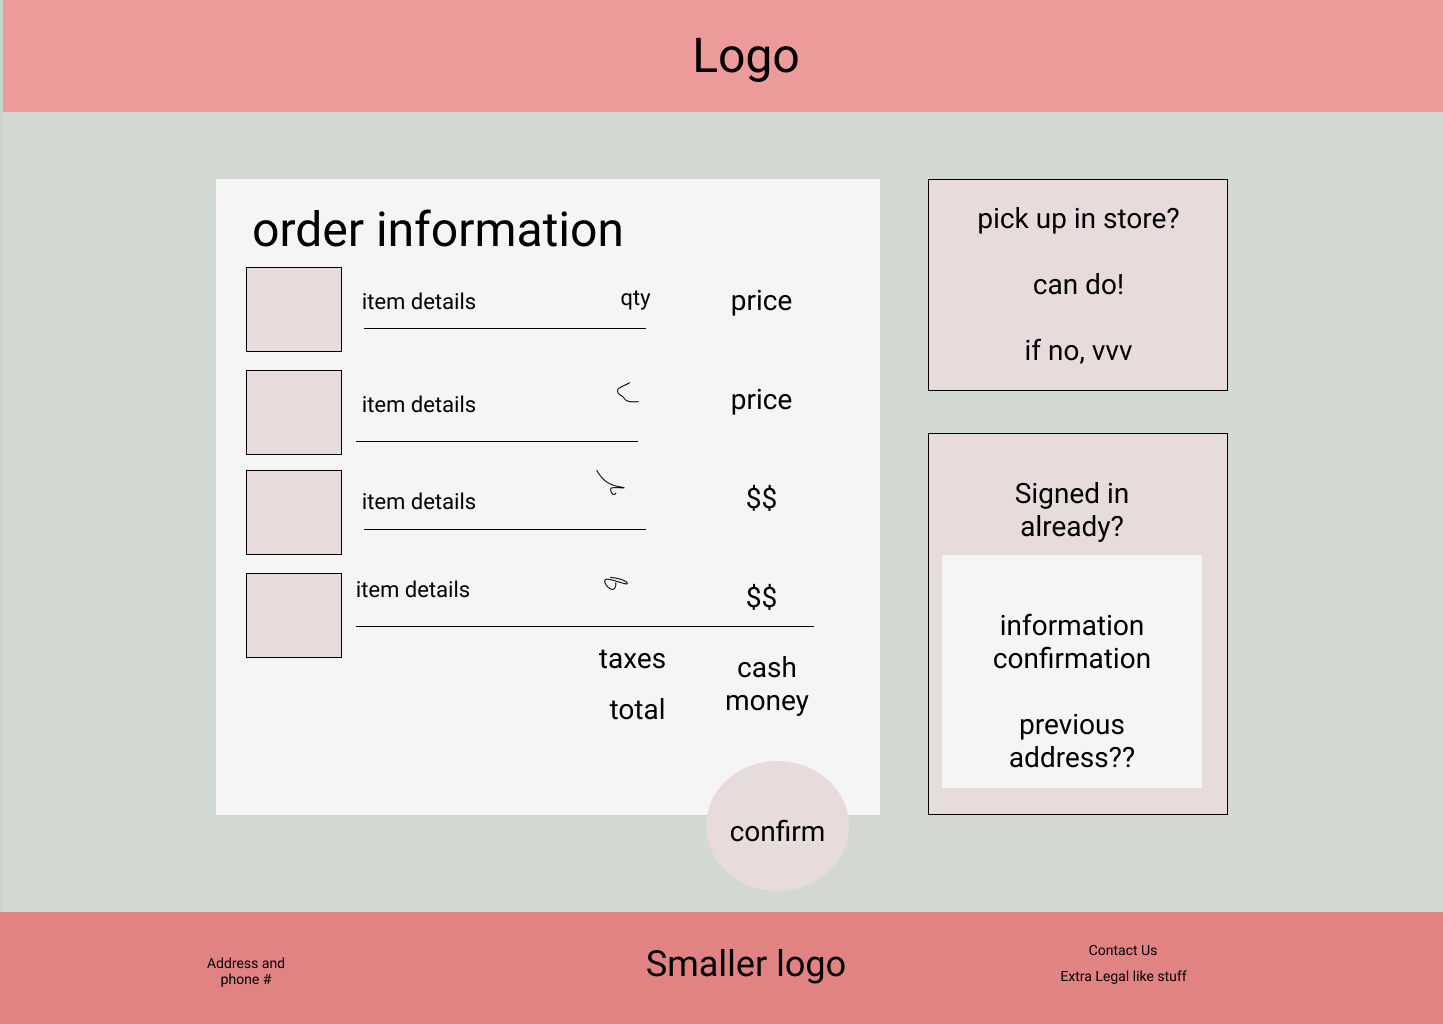 Logo
order information
item details qty price
item details price
item details $$
item details $$
taxes
total
cash
money
confirm
pick up in store?
can do!
if no, vvv
Signed in
already?
information
confirmation
previous
address??
Address and
phone #
Smaller logo
Contact Us
Extra Legal like stuff